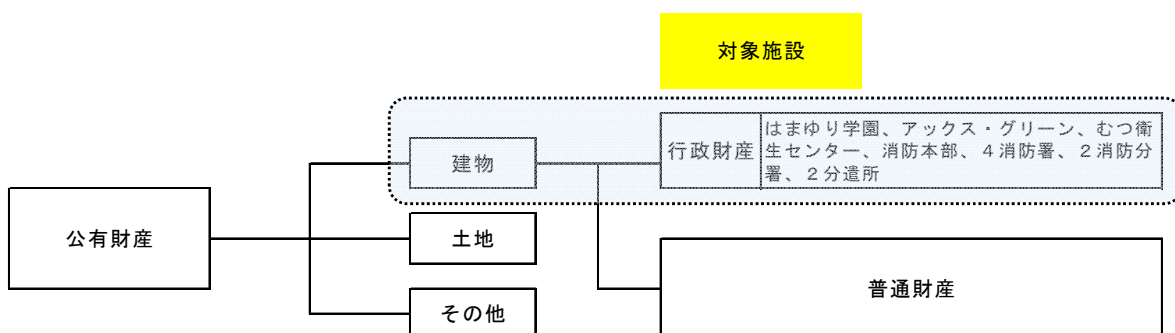 対象施設
建物
行政財産
はまゆり学園、アックス・グリーン、むつ衛
生センター、消防本部、４消防署、２消防分
署、２分遣所
公有財産
土地
普通財産
その他